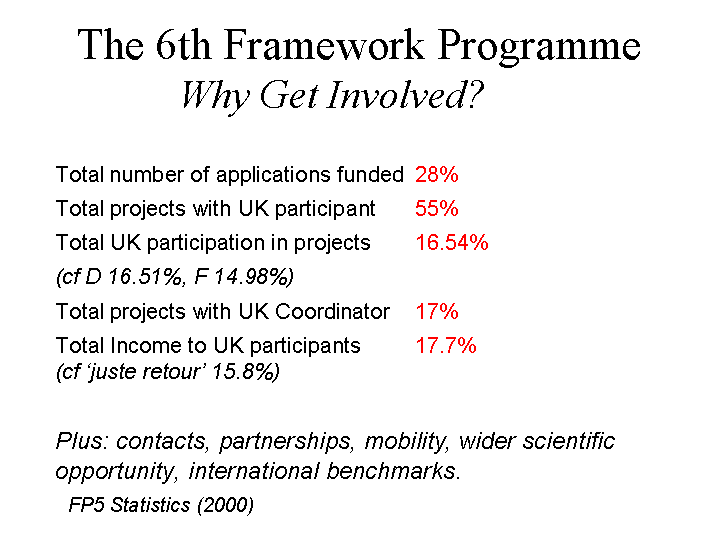 The 6th Framework Programme
Why Get Involved?
Total number of applications funded 28%
Total projects with UK participant 55%
Total UK participation in projects 16.54%
(cf D 16.51%, F 14.98%)
Total projects with UK Coordinator 17%
Total Income to UK participants 17.7%
(cf ‘juste retour’ 15.8%)
Plus: contacts, partnerships, mobility, wider scientific
opportunity, international benchmarks.
FP5 Statistics (2000)